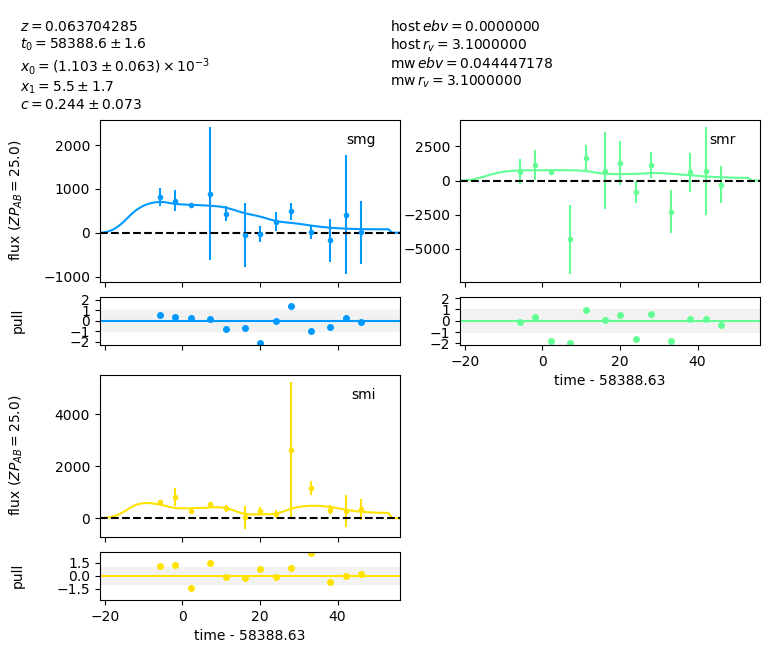 z = 0.063704285
t₀ = 58388.6 ± 1.6
x₀ = (1.103 ± 0.063) × 10⁻³
x₁ = 5.5 ± 1.7
c = 0.244 ± 0.073
host ebv = 0.0000000
host r_v = 3.1000000
mw ebv = 0.044447178
mw r_v = 3.1000000
smg
flux (ZP_AB = 25.0)
2000
1000
0
−1000
smr
2500
0
−2500
−5000
pull
2
1
0
−1
−2
2
1
0
−1
−2
−20 0 20 40
time - 58388.63
smi
flux (ZP_AB = 25.0)
4000
2000
0
pull
1.5
0.0
−1.5
−20 0 20 40
time - 58388.63